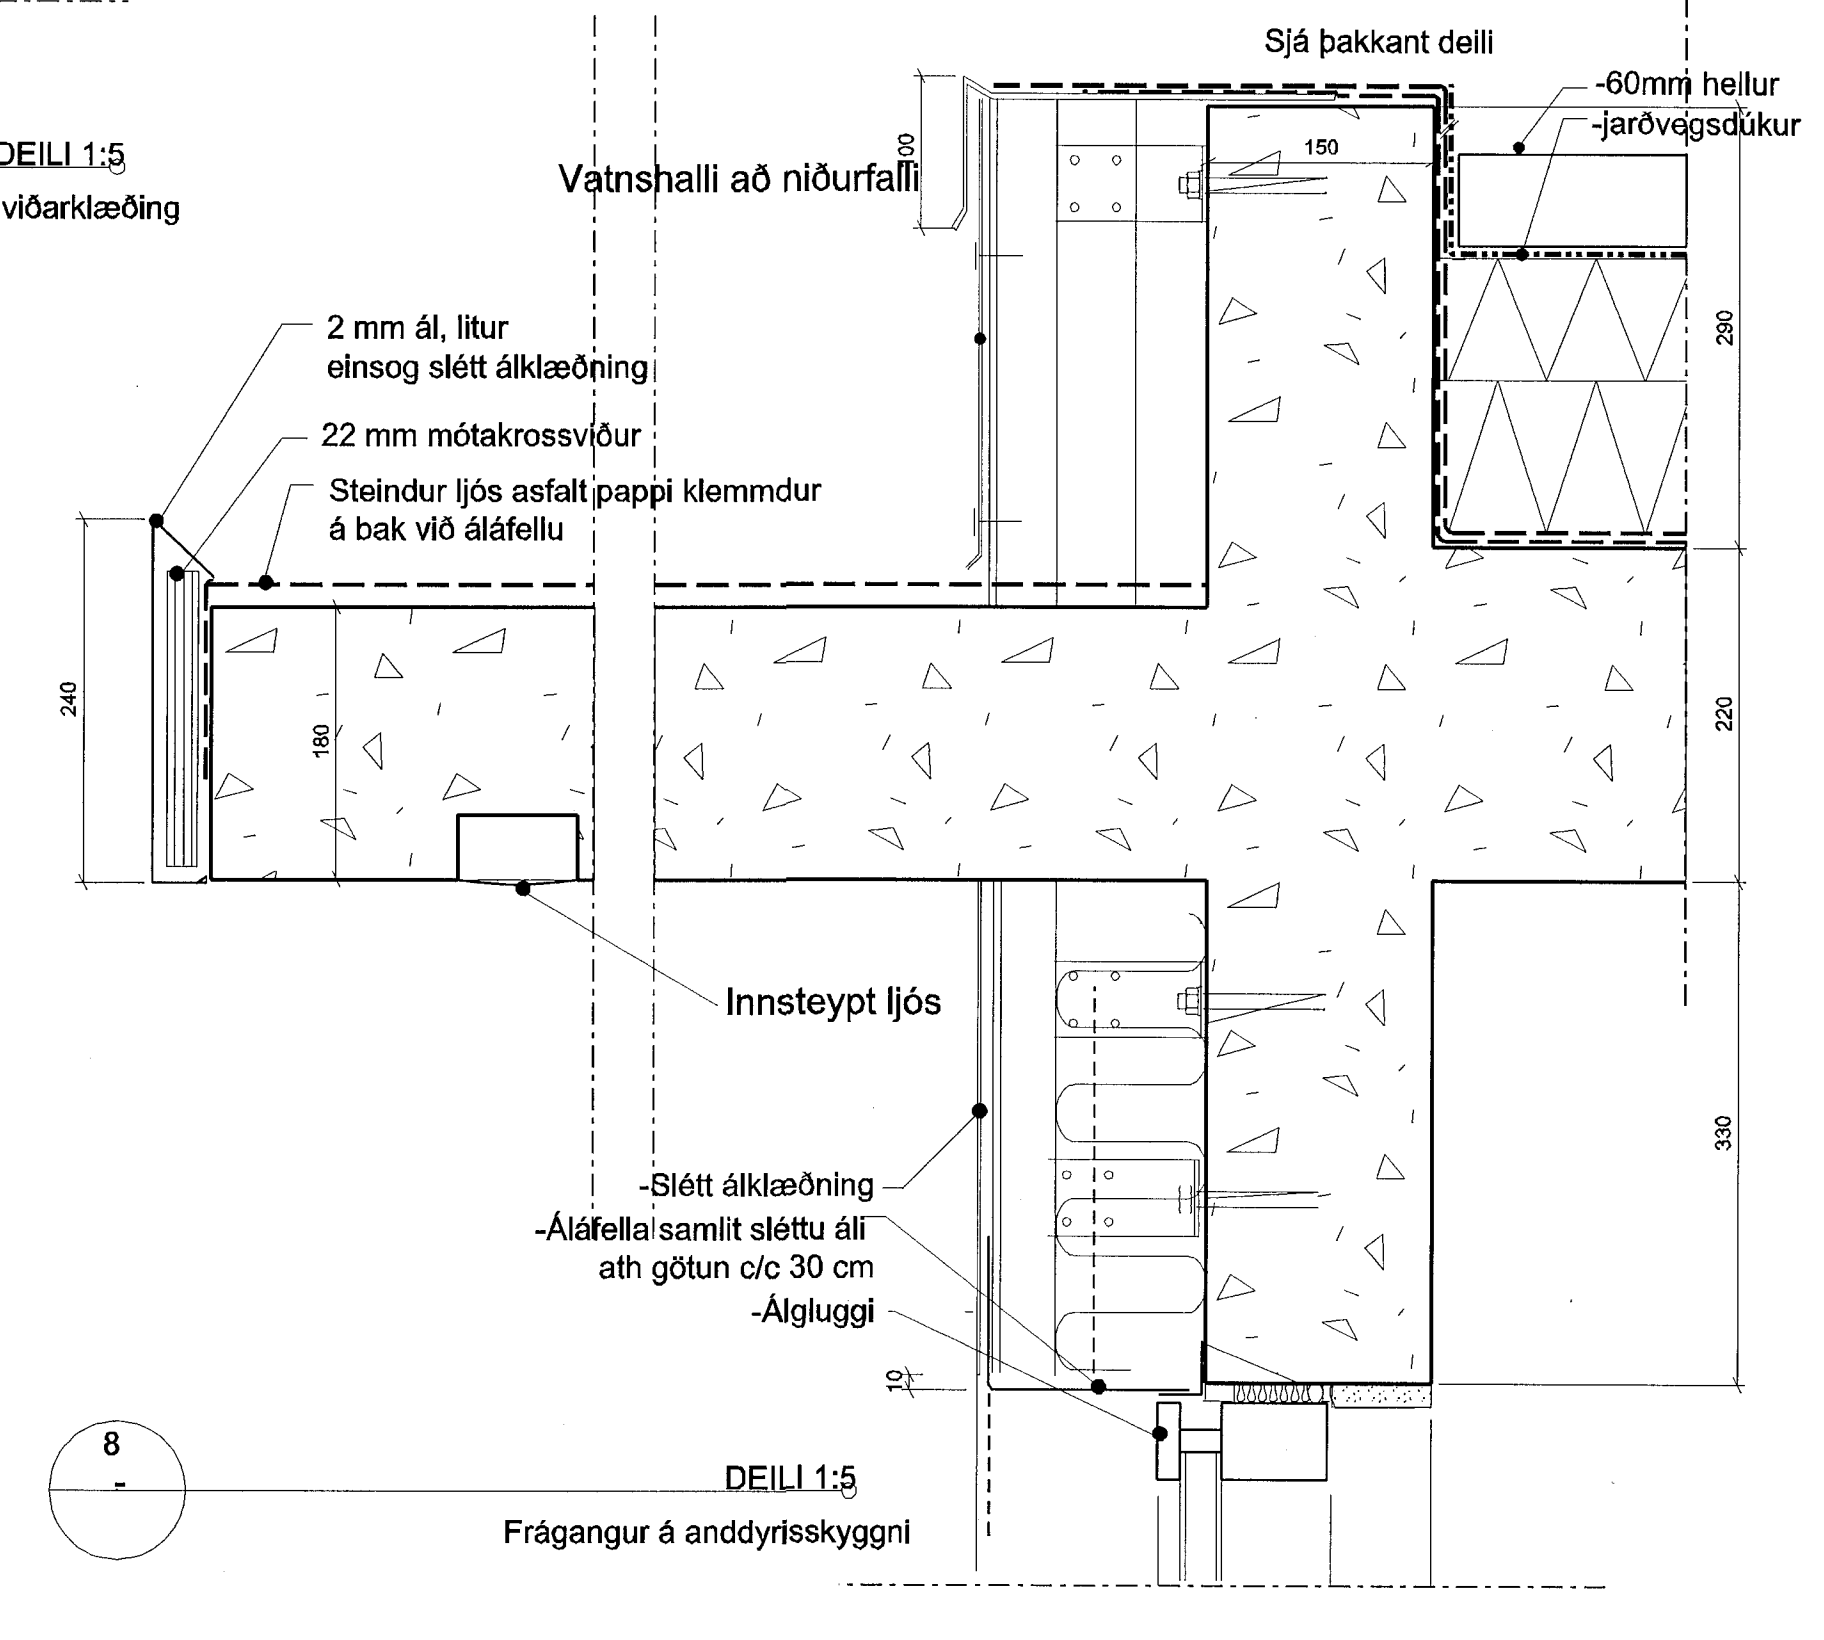 Sjá þakkant deili
-60mm hellur
-jarðvegsdúkur
DEILI 1:5
viðarklæðing
Vatnshalli að niðurfalli
00
150
290
2 mm ál, litur
einsog slétt álklæðning
22 mm mótakrossviður
Steindur ljós asfalt pappi klemmdur
á bak við áláfellu
240
180
220
Innsteypt ljós
330
-Slétt álklæðning
-Áláfella samlit sléttu áli
ath götun c/c 30 cm
-Álgluggi
10
8
-
DEILI 1:5
Frágangur á anddyrisskyggni